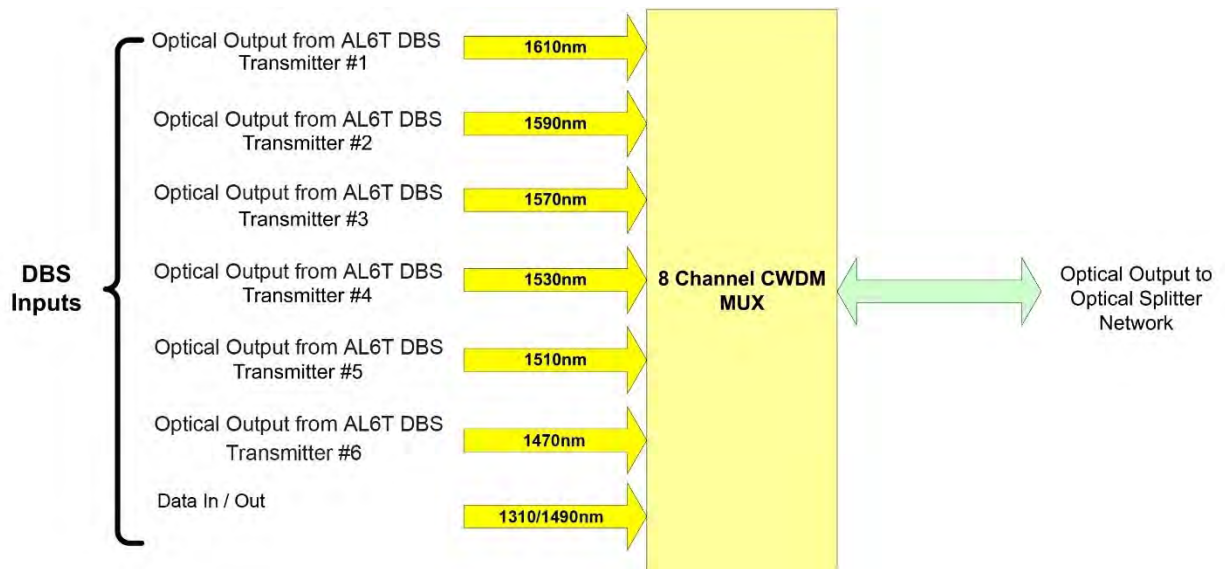 DBS
Inputs
Optical Output from AL6T DBS
Transmitter #1
1610nm
Optical Output from AL6T DBS
Transmitter #2
1590nm
Optical Output from AL6T DBS
Transmitter #3
1570nm
Optical Output from AL6T DBS
Transmitter #4
1530nm
Optical Output from AL6T DBS
Transmitter #5
1510nm
Optical Output from AL6T DBS
Transmitter #6
1470nm
Data In / Out
1310/1490nm
8 Channel CWDM
MUX
Optical Output to
Optical Splitter
Network